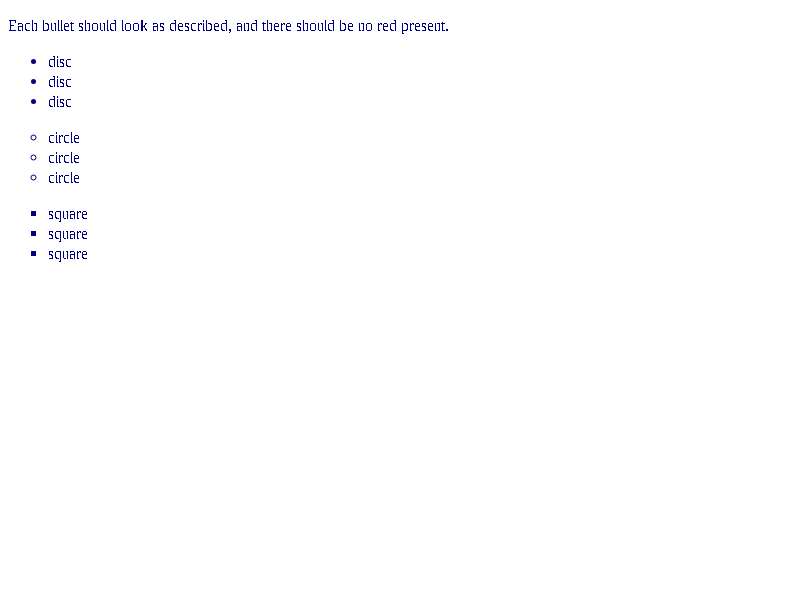 Each bullet should look as described, and there should be no red present.
disc
disc
disc
circle
circle
circle
square
square
square